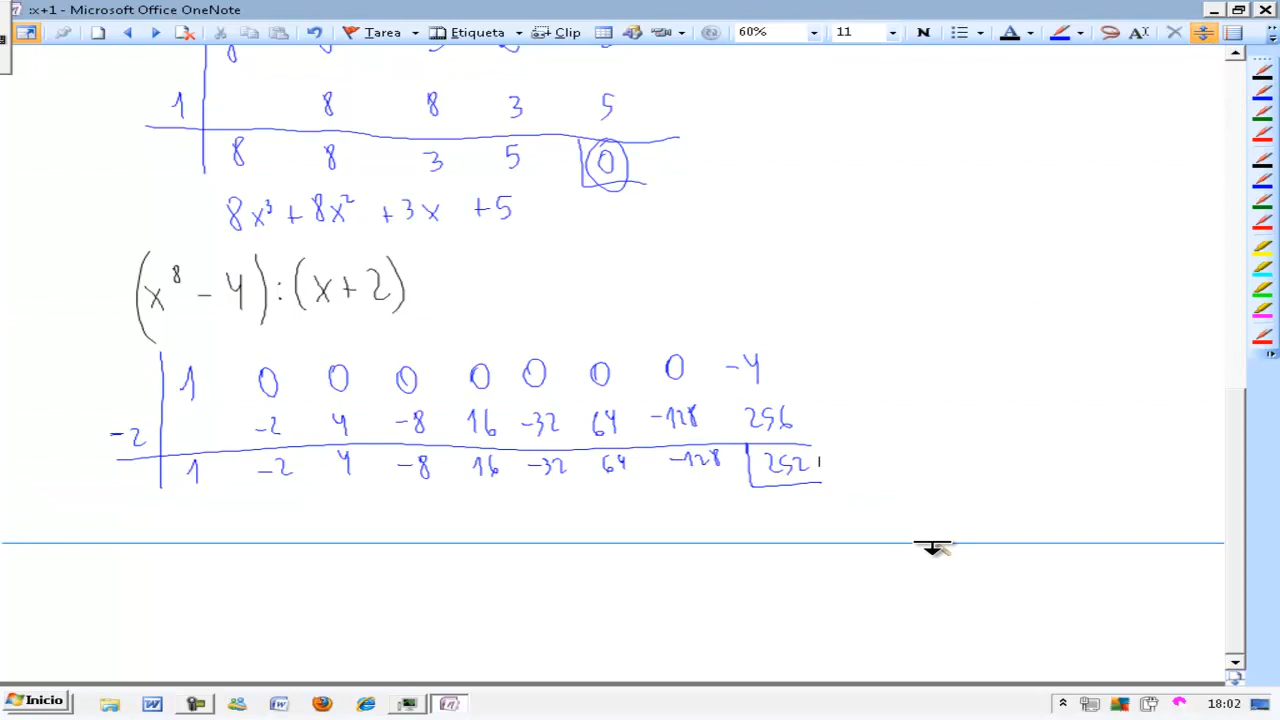 :x+1 - Microsoft Office OneNote
Tarea Etiqueta Clip 60% 11 N
1 8 8 3 5
8 8 3 5 0
8x³ + 8x² + 3x + 5
(x⁸ - 4) : (x + 2)
1 0 0 0 0 0 0 0 -4
-2 -2 4 -8 16 -32 64 -128 256
1 -2 4 -8 16 -32 64 -128 252
Inicio 18:02